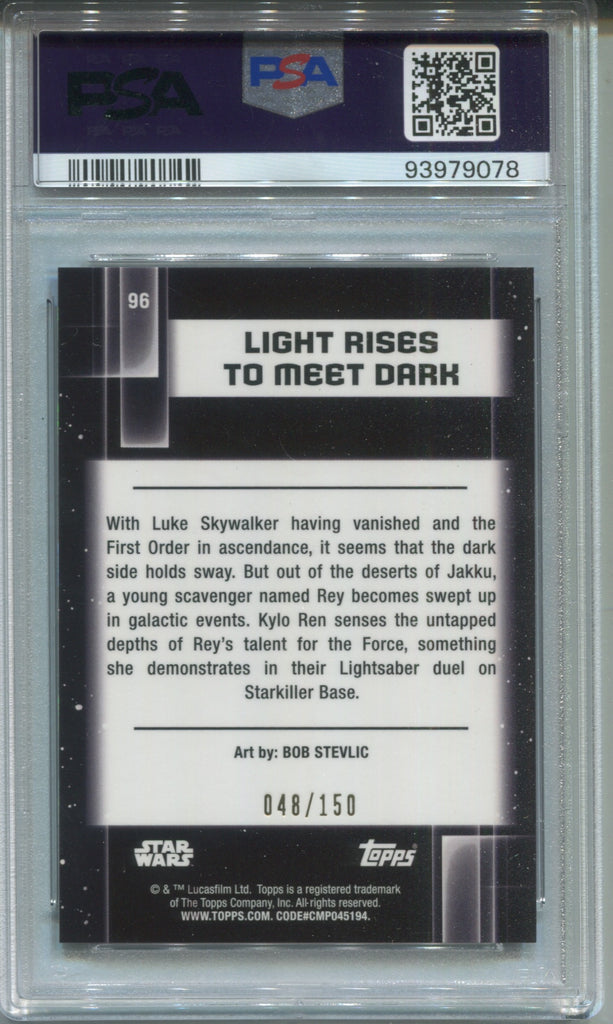 PSA
PSA
93979078
96
LIGHT RISES
TO MEET DARK
With Luke Skywalker having vanished and the
First Order in ascendance, it seems that the dark
side holds sway. But out of the deserts of Jakku,
a young scavenger named Rey becomes swept up
in galactic events. Kylo Ren senses the untapped
depths of Rey's talent for the Force, something
she demonstrates in their Lightsaber duel on
Starkiller Base.
Art by: BOB STEVLIC
048/150
STAR
WARS
Topps®
© & ™ Lucasfilm Ltd. Topps is a registered trademark
of The Topps Company, Inc. All rights reserved.
WWW.TOPPS.COM. CODE#CMP045194.